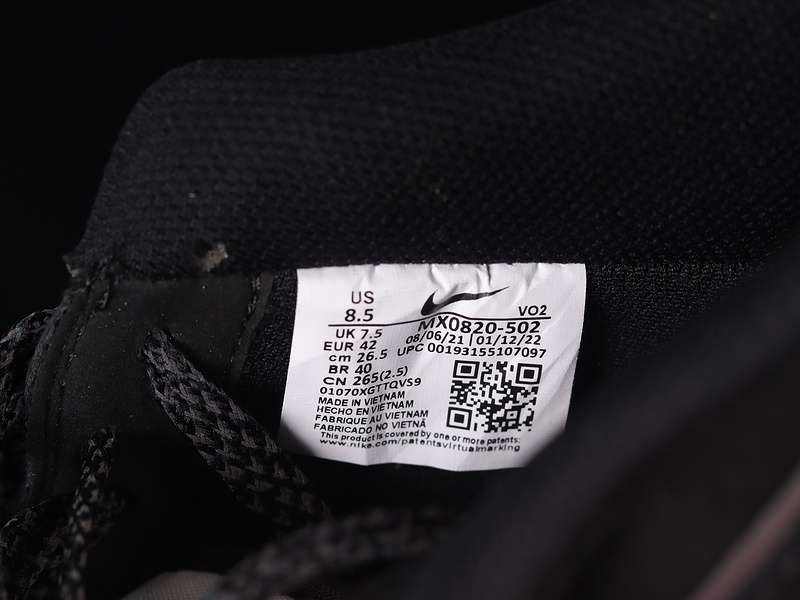 US
8.5
VO2
MX0820-502
UK 7.5
08/06/21 | 01/12/22
EUR 42
UPC 00193155107097
cm 26.5
BR 40
CN 265(2.5)
01070XGTTQVS9
MADE IN VIETNAM
HECHO EN VIETNAM
FABRIQUE AU VIETNAM
FABRICADO NO VIETNÃ
This product is covered by one or more patents:
www.nike.com/patentsvirtualmarking